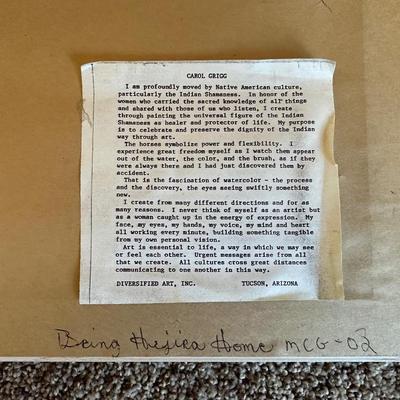 CAROL GRIGG
I am profoundly moved by Native American culture,
particularly the Indian Shamaness. In honor of the
women who carried the sacred knowledge of all things
and shared with those of us who listen, I create
through painting the universal figure of the Indian
Shamaness as healer and protector of life. My purpose
is to celebrate and preserve the dignity of the Indian
way through art.
The horses symbolize power and flexibility. I
experience great freedom myself as I watch them appear
out of the water, the color, and the brush, as if they
were always there and I had just discovered them by
accident.
That is the fascination of watercolor - the process
and the discovery, the eyes seeing swiftly something
new.
I create from many different directions and for as
many reasons. I never think of myself as an artist but
as a woman caught up in the energy of expression. My
face, my eyes, my hands, my voice, my mind and heart
all working every minute, building something tangible
from my own personal vision.
Art is essential to life, a way in which we may see
or feel each other. Urgent messages arise from all
that we create. All cultures cross great distances
communicating to one another in this way.
DIVERSIFIED ART, INC. TUCSON, ARIZONA
Being Hejira Home MCG-02